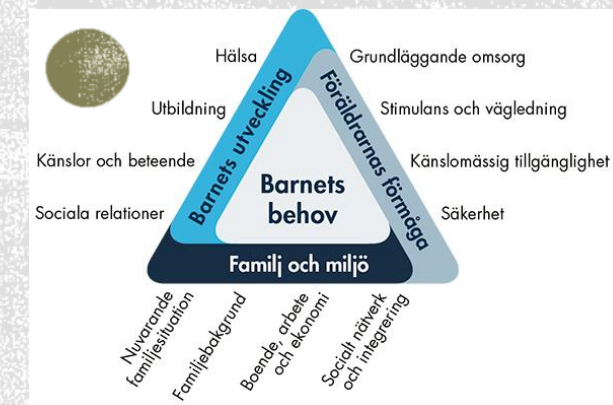 Hälsa
Utbildning
Känslor och beteende
Sociala relationer
Barnets utveckling
Grundläggande omsorg
Stimulans och vägledning
Känslomässig tillgänglighet
Säkerhet
Föräldrarnas förmåga
Barnets
behov
Familj och miljö
Nuvarande
familjesituation
Familjebakgrund
Boende, arbete
och ekonomi
Socialt nätverk
och integrering